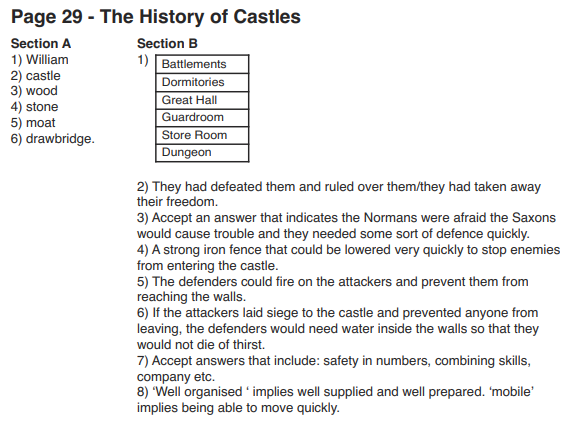 Page 29 - The History of Castles
Section A
1) William
2) castle
3) wood
4) stone
5) moat
6) drawbridge.
Section B
1)
Battlements
Dormitories
Great Hall
Guardroom
Store Room
Dungeon
2) They had defeated them and ruled over them/they had taken away
their freedom.
3) Accept an answer that indicates the Normans were afraid the Saxons
would cause trouble and they needed some sort of defence quickly.
4) A strong iron fence that could be lowered very quickly to stop enemies
from entering the castle.
5) The defenders could fire on the attackers and prevent them from
reaching the walls.
6) If the attackers laid siege to the castle and prevented anyone from
leaving, the defenders would need water inside the walls so that they
would not die of thirst.
7) Accept answers that include: safety in numbers, combining skills,
company etc.
8) ‘Well organised ‘ implies well supplied and well prepared. ‘mobile’
implies being able to move quickly.